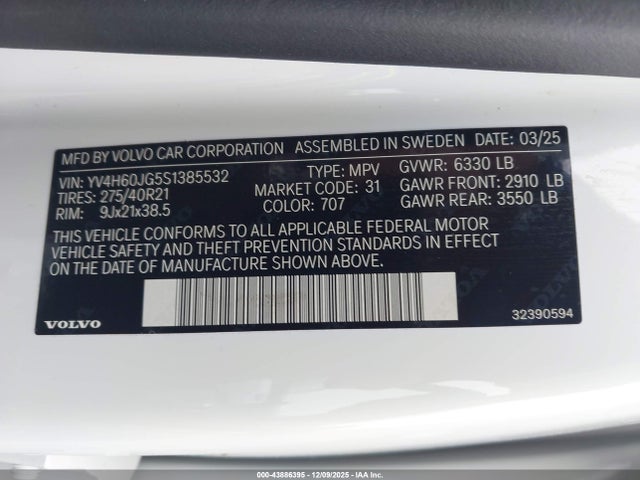 MFD BY VOLVO CAR CORPORATION ASSEMBLED IN SWEDEN DATE: 03/25
VIN: YV4H60JG5S1385532 TYPE: MPV GVWR: 6330 LB
TIRES: 275/40R21 MARKET CODE: 31 GAWR FRONT: 2910 LB
RIM: 9Jx21x38.5 COLOR: 707 GAWR REAR: 3550 LB
THIS VEHICLE CONFORMS TO ALL APPLICABLE FEDERAL MOTOR
VEHICLE SAFETY AND THEFT PREVENTION STANDARDS IN EFFECT
ON THE DATE OF MANUFACTURE SHOWN ABOVE.
VOLVO 32390594
000-43886395 - 12/09/2025 - IAA Inc.